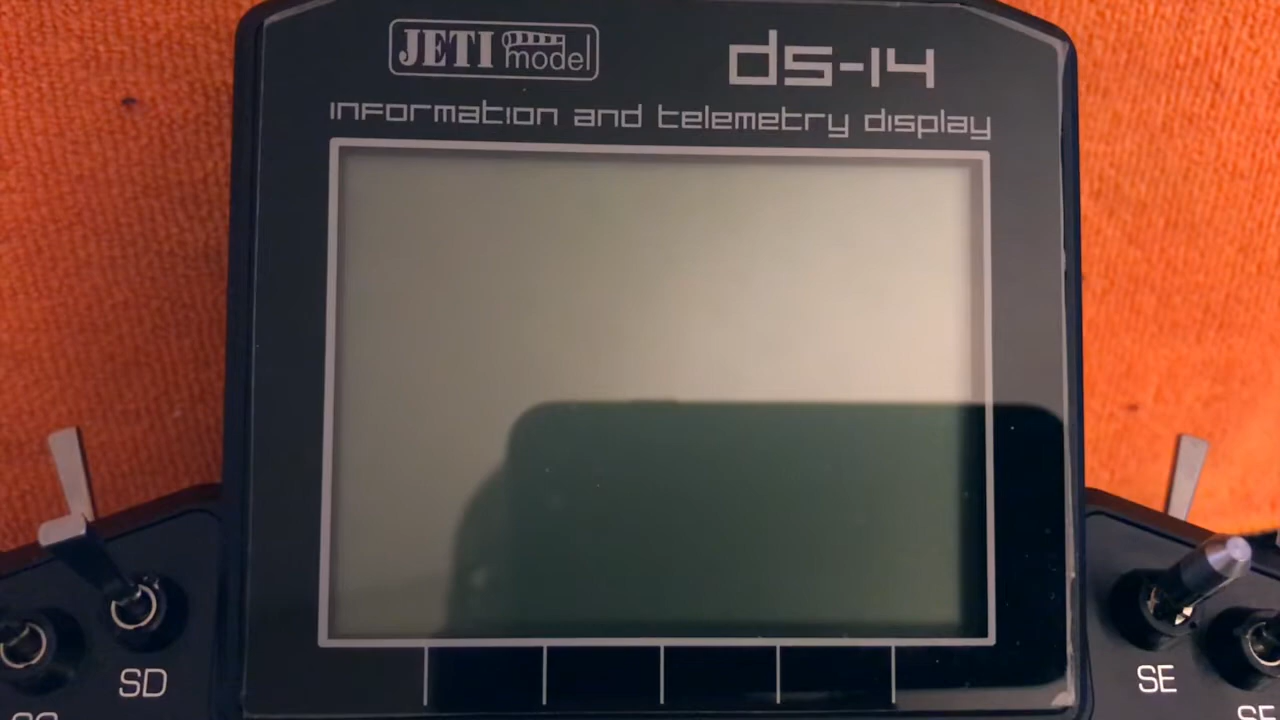 JETI model
ds-14
information and telemetry display
SD
SE